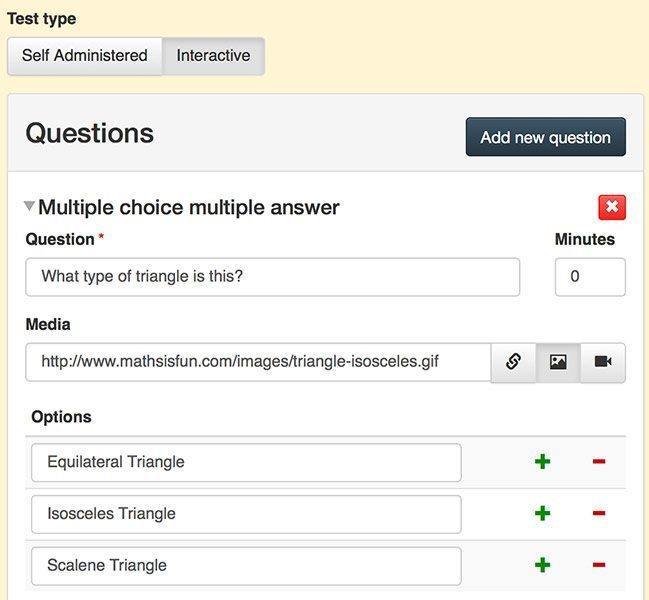 Test type
Self Administered Interactive
Questions Add new question
Multiple choice multiple answer
Question * Minutes
What type of triangle is this? 0
Media
http://www.mathsisfun.com/images/triangle-isosceles.gif
Options
Equilateral Triangle
Isosceles Triangle
Scalene Triangle